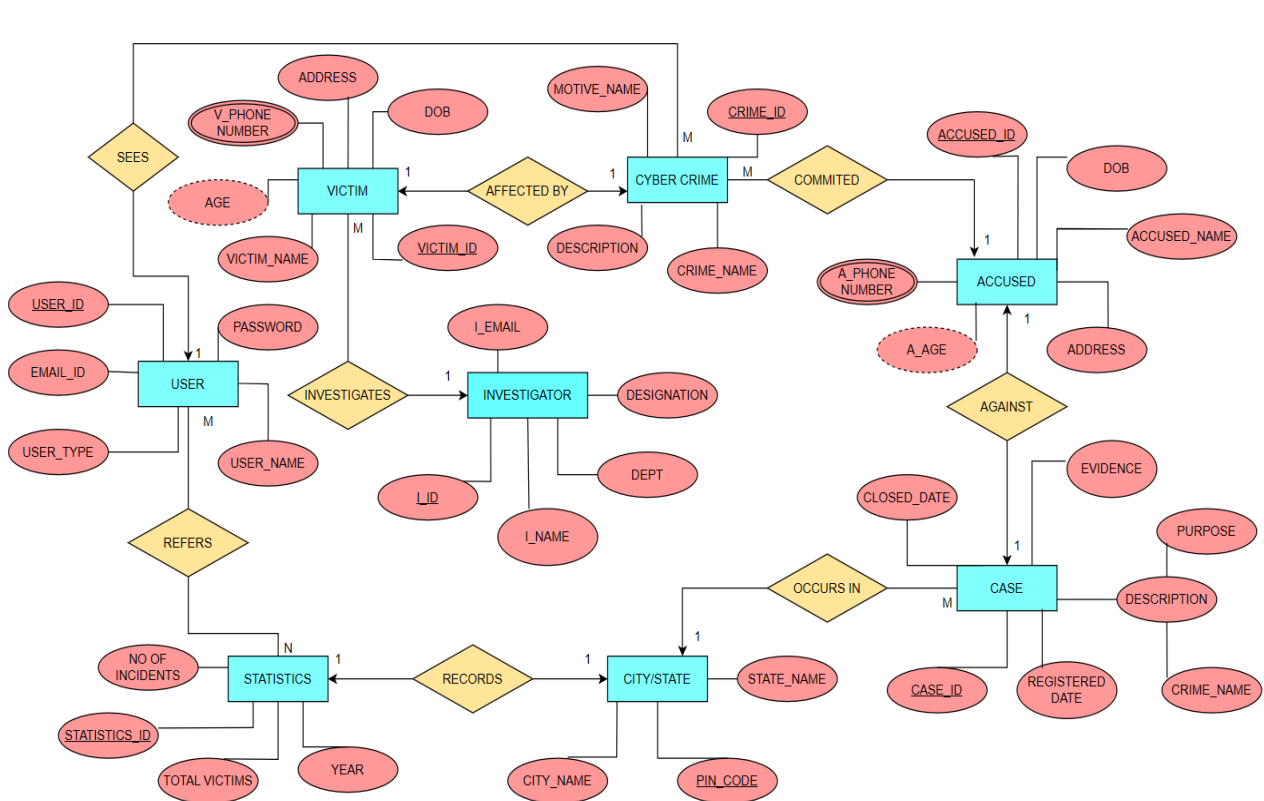 ADDRESS
MOTIVE_NAME
CRIME_ID
V_PHONE
NUMBER
DOB
ACCUSED_ID
M
SEES
1
1
M
DOB
VICTIM
AFFECTED BY
CYBER CRIME
COMMITED
AGE
M
ACCUSED_NAME
VICTIM_NAME
VICTIM_ID
DESCRIPTION
1
CRIME_NAME
A_PHONE
NUMBER
ACCUSED
USER_ID
PASSWORD
I_EMAIL
1
A_AGE
ADDRESS
1
EMAIL_ID
USER
1
INVESTIGATES
INVESTIGATOR
DESIGNATION
AGAINST
M
USER_TYPE
USER_NAME
EVIDENCE
DEPT
I_ID
CLOSED_DATE
PURPOSE
I_NAME
REFERS
1
OCCURS IN
CASE
DESCRIPTION
M
1
N
NO OF
INCIDENTS
1
1
STATISTICS
RECORDS
CITY/STATE
STATE_NAME
CASE_ID
REGISTERED
DATE
CRIME_NAME
STATISTICS_ID
YEAR
TOTAL VICTIMS
CITY_NAME
PIN_CODE